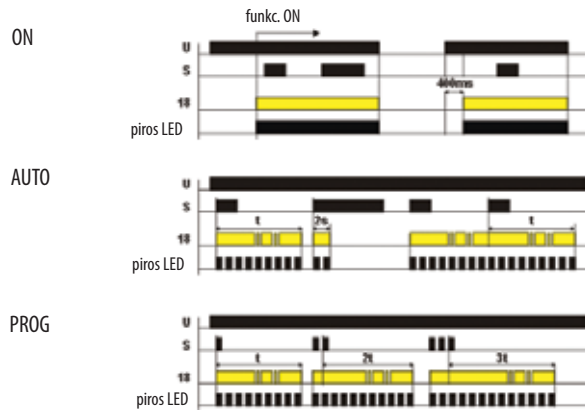 funkc. ON
ON
U
S
400ms
18
piros LED
AUTO
U
S
t
2s
t
18
piros LED
PROG
U
S
t
2t
3t
18
piros LED